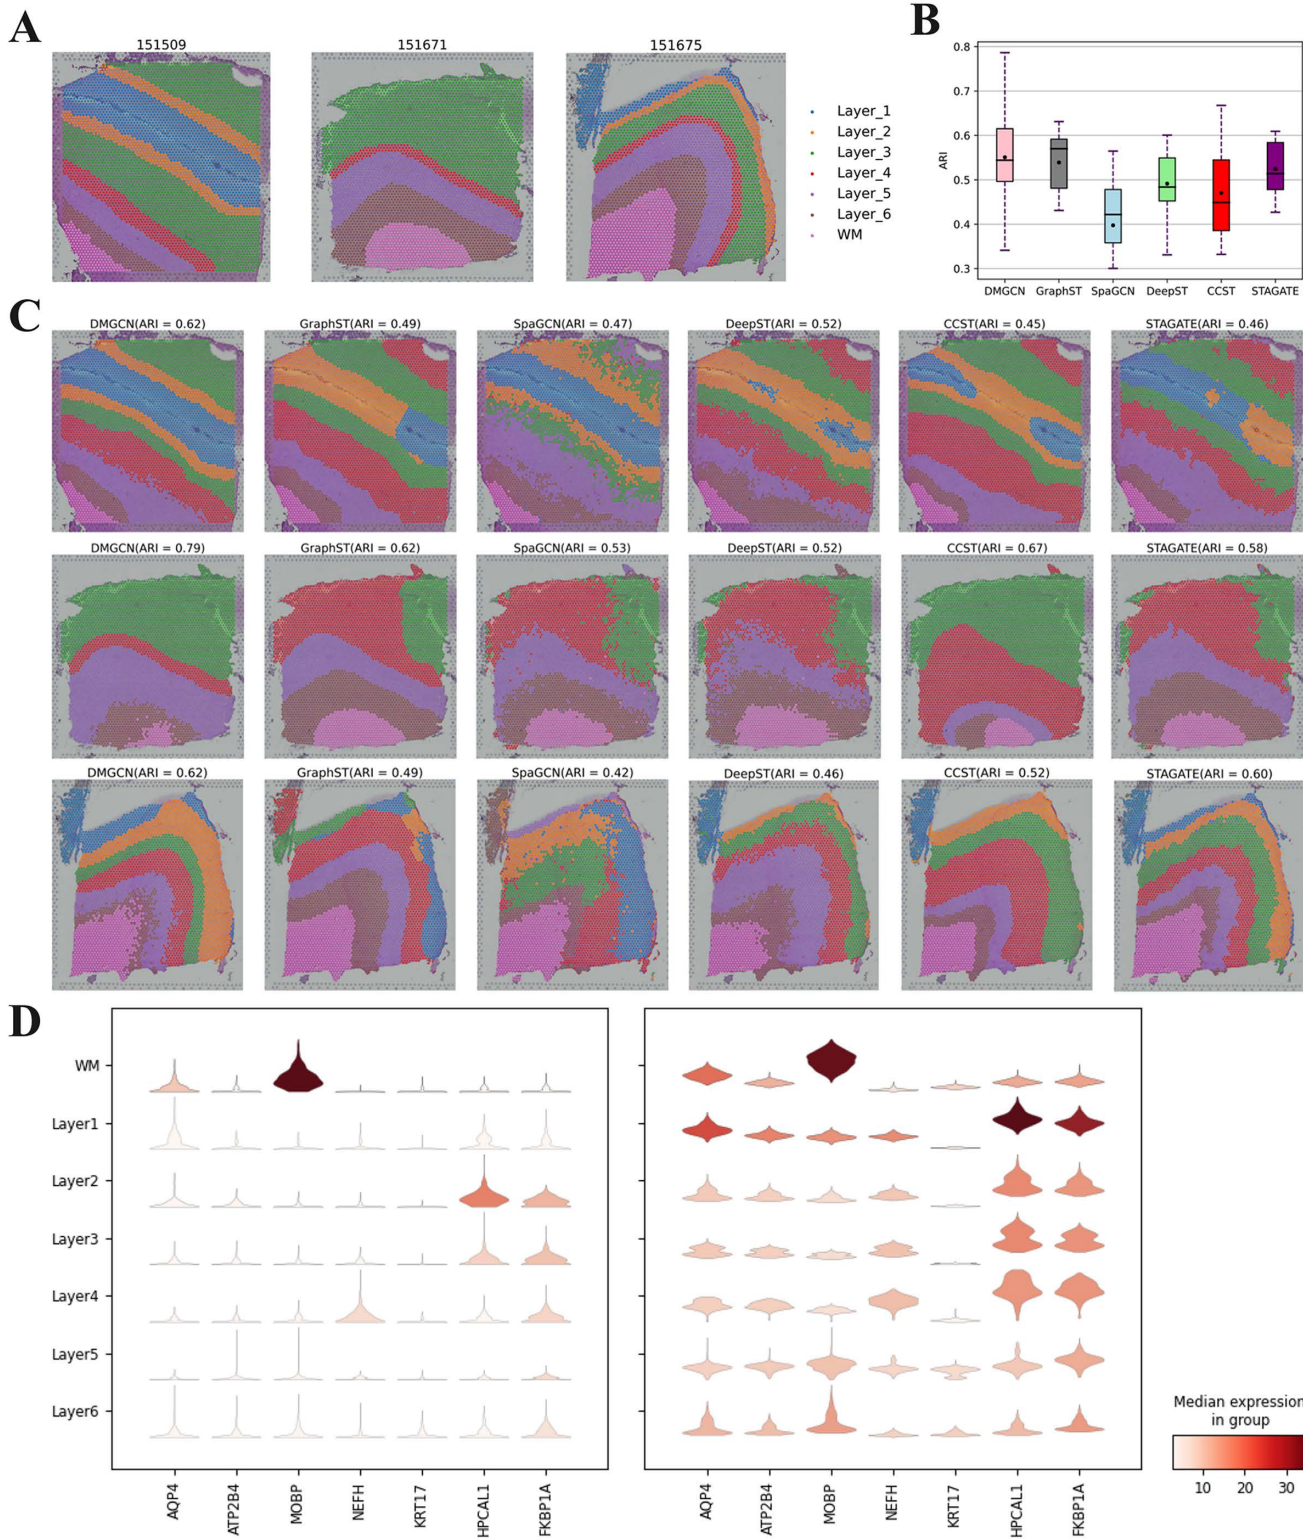 A
151509
151671
151675
Layer_1
Layer_2
Layer_3
Layer_4
Layer_5
Layer_6
WM
B
ARI
0.8
0.7
0.6
0.5
0.4
0.3
DMGCN GraphST SpaGCN DeepST CCST STAGATE
C
DMGCN(ARI = 0.62) GraphST(ARI = 0.49) SpaGCN(ARI = 0.47) DeepST(ARI = 0.52) CCST(ARI = 0.45) STAGATE(ARI = 0.46)
DMGCN(ARI = 0.79) GraphST(ARI = 0.62) SpaGCN(ARI = 0.53) DeepST(ARI = 0.52) CCST(ARI = 0.67) STAGATE(ARI = 0.58)
DMGCN(ARI = 0.62) GraphST(ARI = 0.49) SpaGCN(ARI = 0.42) DeepST(ARI = 0.46) CCST(ARI = 0.52) STAGATE(ARI = 0.60)
D
WM
Layer1
Layer2
Layer3
Layer4
Layer5
Layer6
AQP4 ATP2B4 MOBP NEFH KRT17 HPCAL1 FKBP1A
AQP4 ATP2B4 MOBP NEFH KRT17 HPCAL1 FKBP1A
Median expression
in group
10 20 30